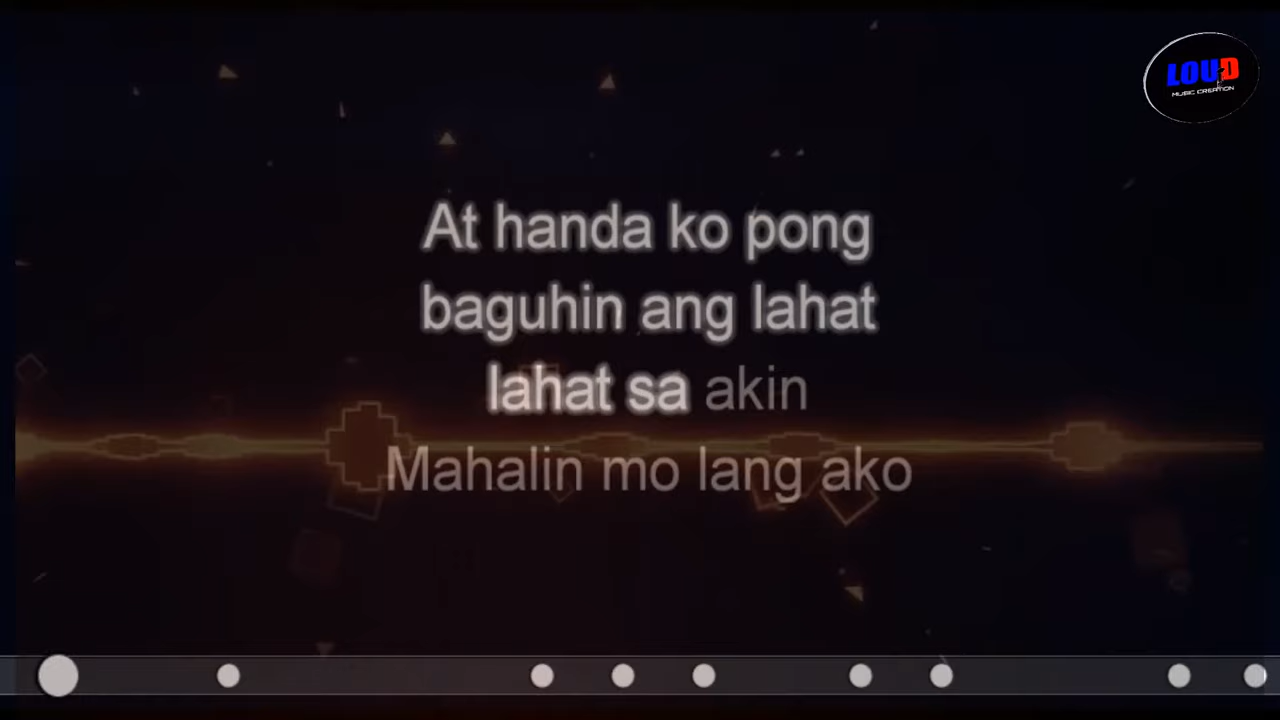 LOUD
MUSIC CREATION
At handa ko pong
baguhin ang lahat
lahat sa akin
Mahalin mo lang ako